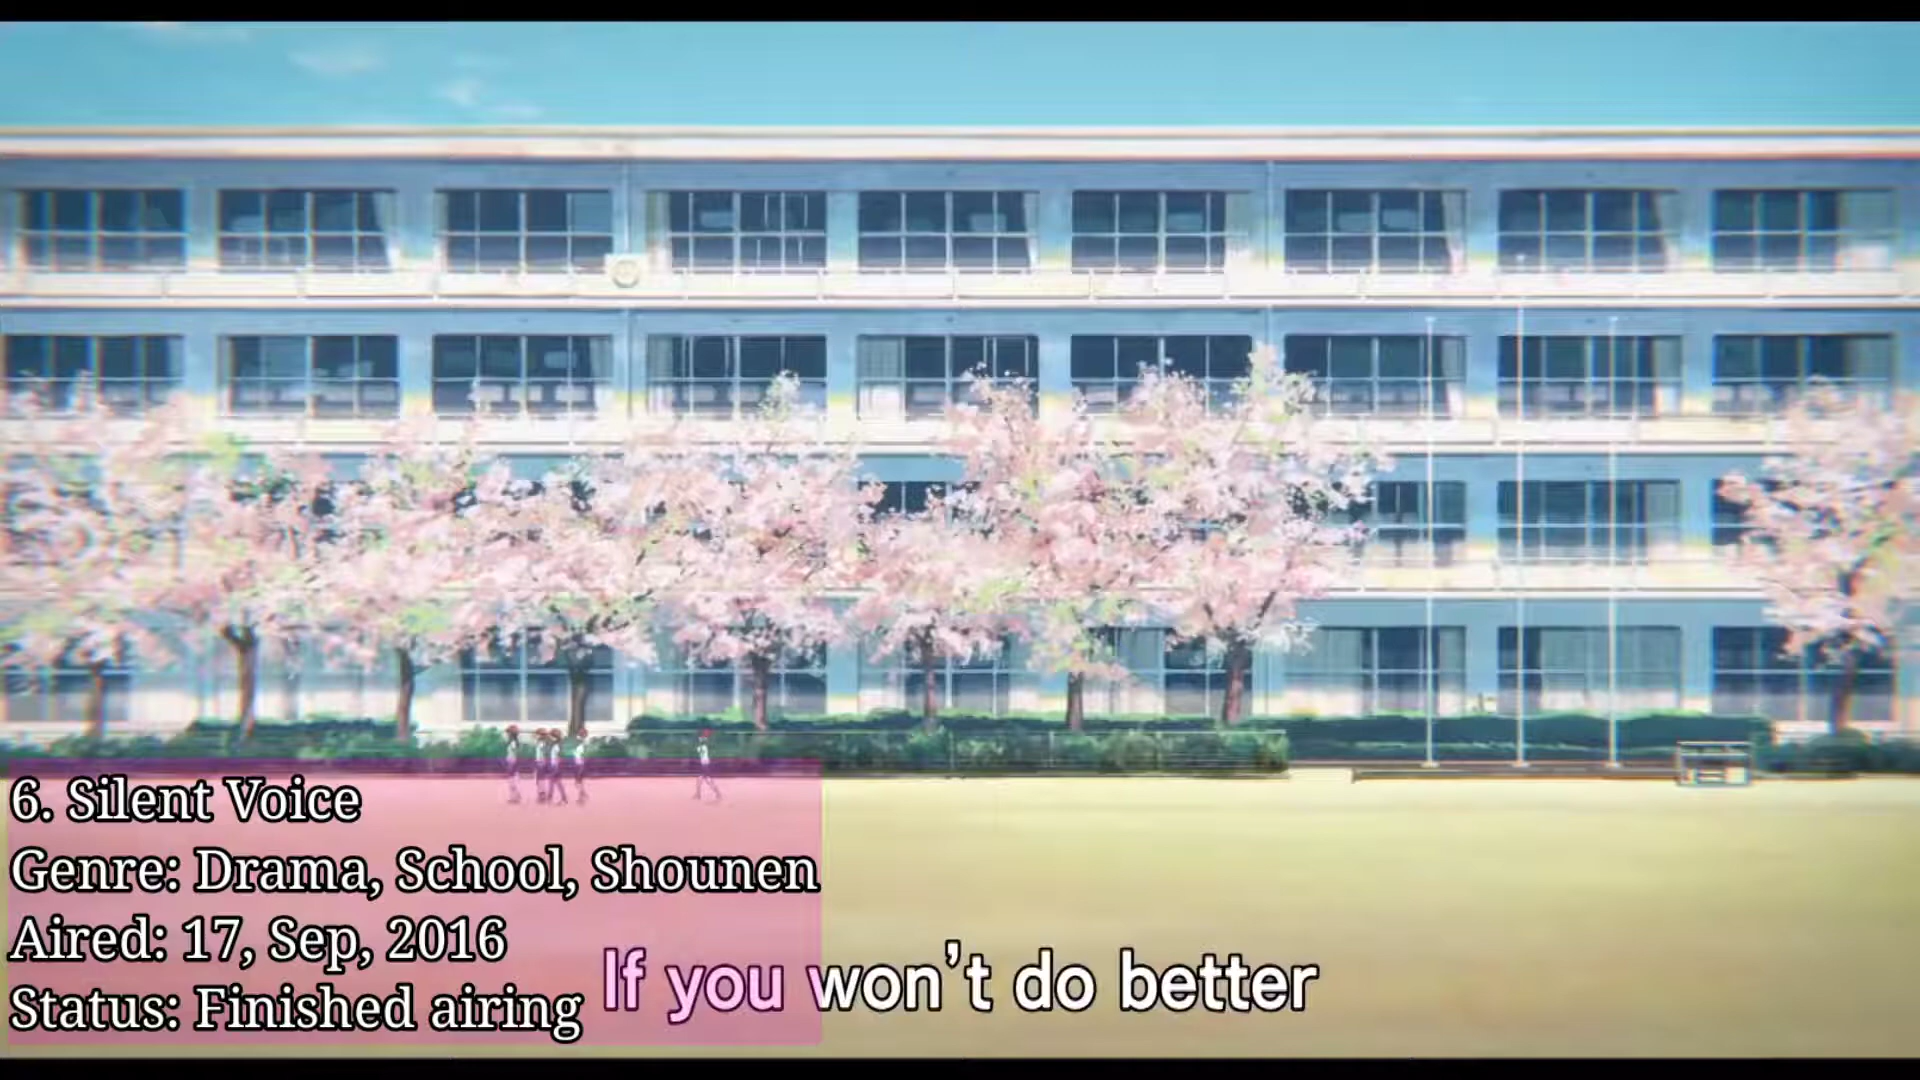 6. Silent Voice
Genre: Drama, School, Shounen
Aired: 17, Sep, 2016
Status: Finished airing
If you won't do better